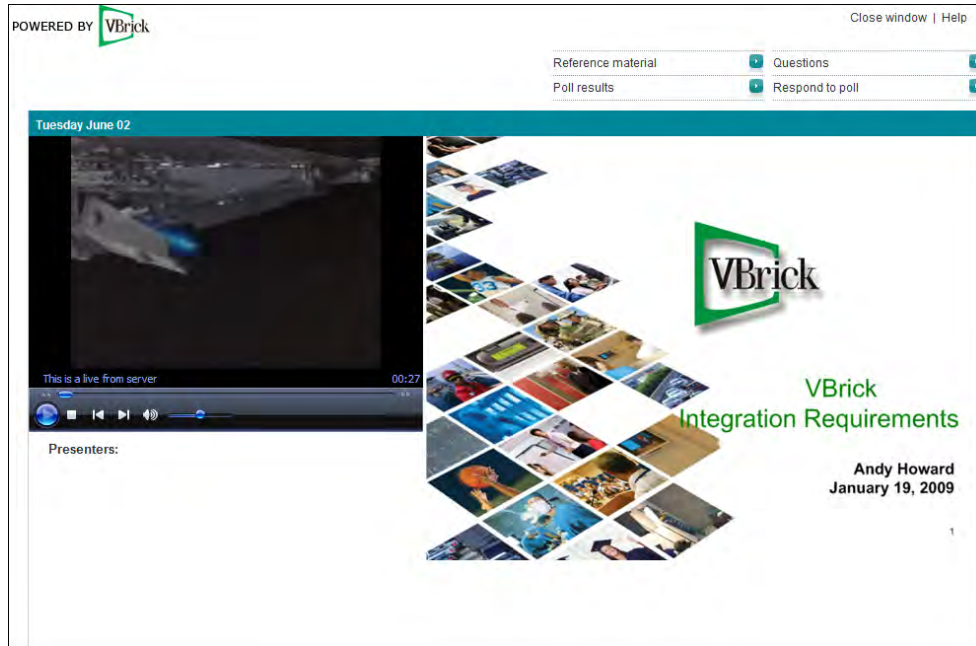 POWERED BY VBrick
Close window | Help
Reference material
Questions
Poll results
Respond to poll
Tuesday June 02
This is a live from server
00:27
Presenters:
VBrick
VBrick
Integration Requirements
Andy Howard
January 19, 2009
1